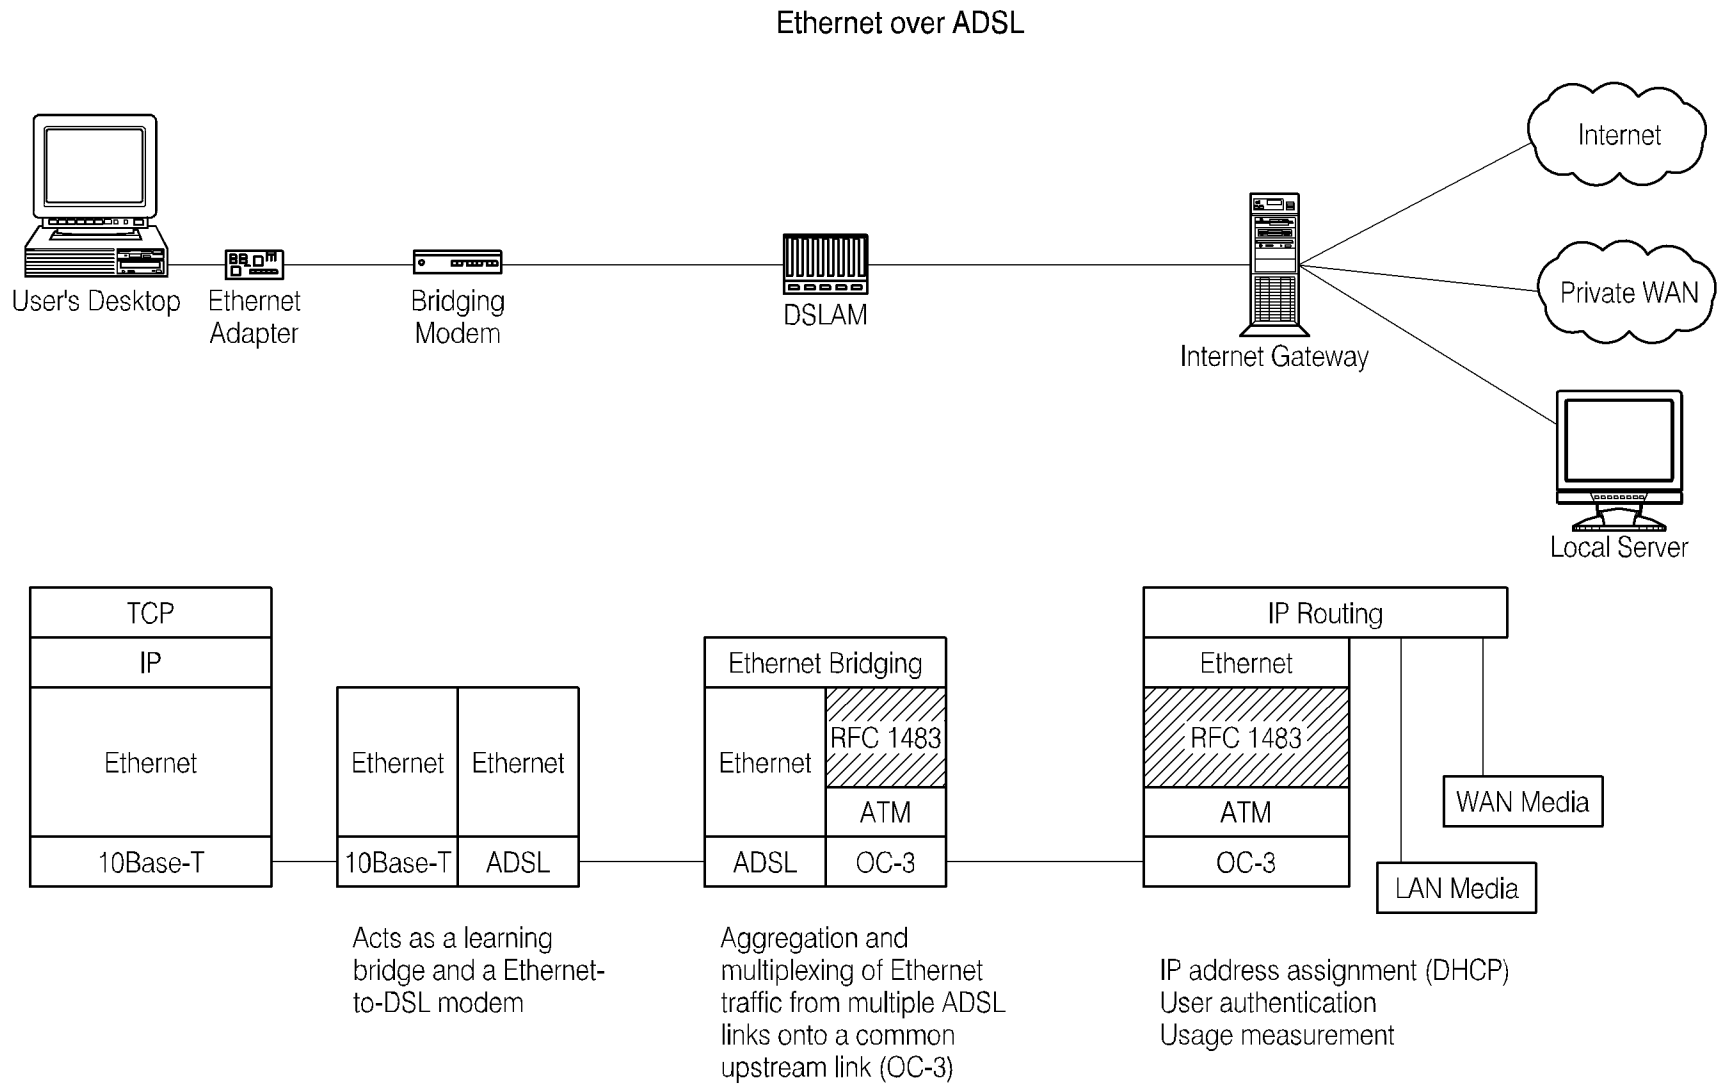 Ethernet over ADSL
Internet
Private WAN
User's Desktop
Ethernet
Adapter
Bridging
Modem
DSLAM
Internet Gateway
Local Server
TCP
IP
Ethernet
10Base-T
Ethernet
Ethernet
10Base-T
ADSL
Ethernet Bridging
Ethernet
RFC 1483
ATM
ADSL
OC-3
IP Routing
Ethernet
RFC 1483
ATM
OC-3
WAN Media
LAN Media
Acts as a learning
bridge and a Ethernet-
to-DSL modem
Aggregation and
multiplexing of Ethernet
traffic from multiple ADSL
links onto a common
upstream link (OC-3)
IP address assignment (DHCP)
User authentication
Usage measurement